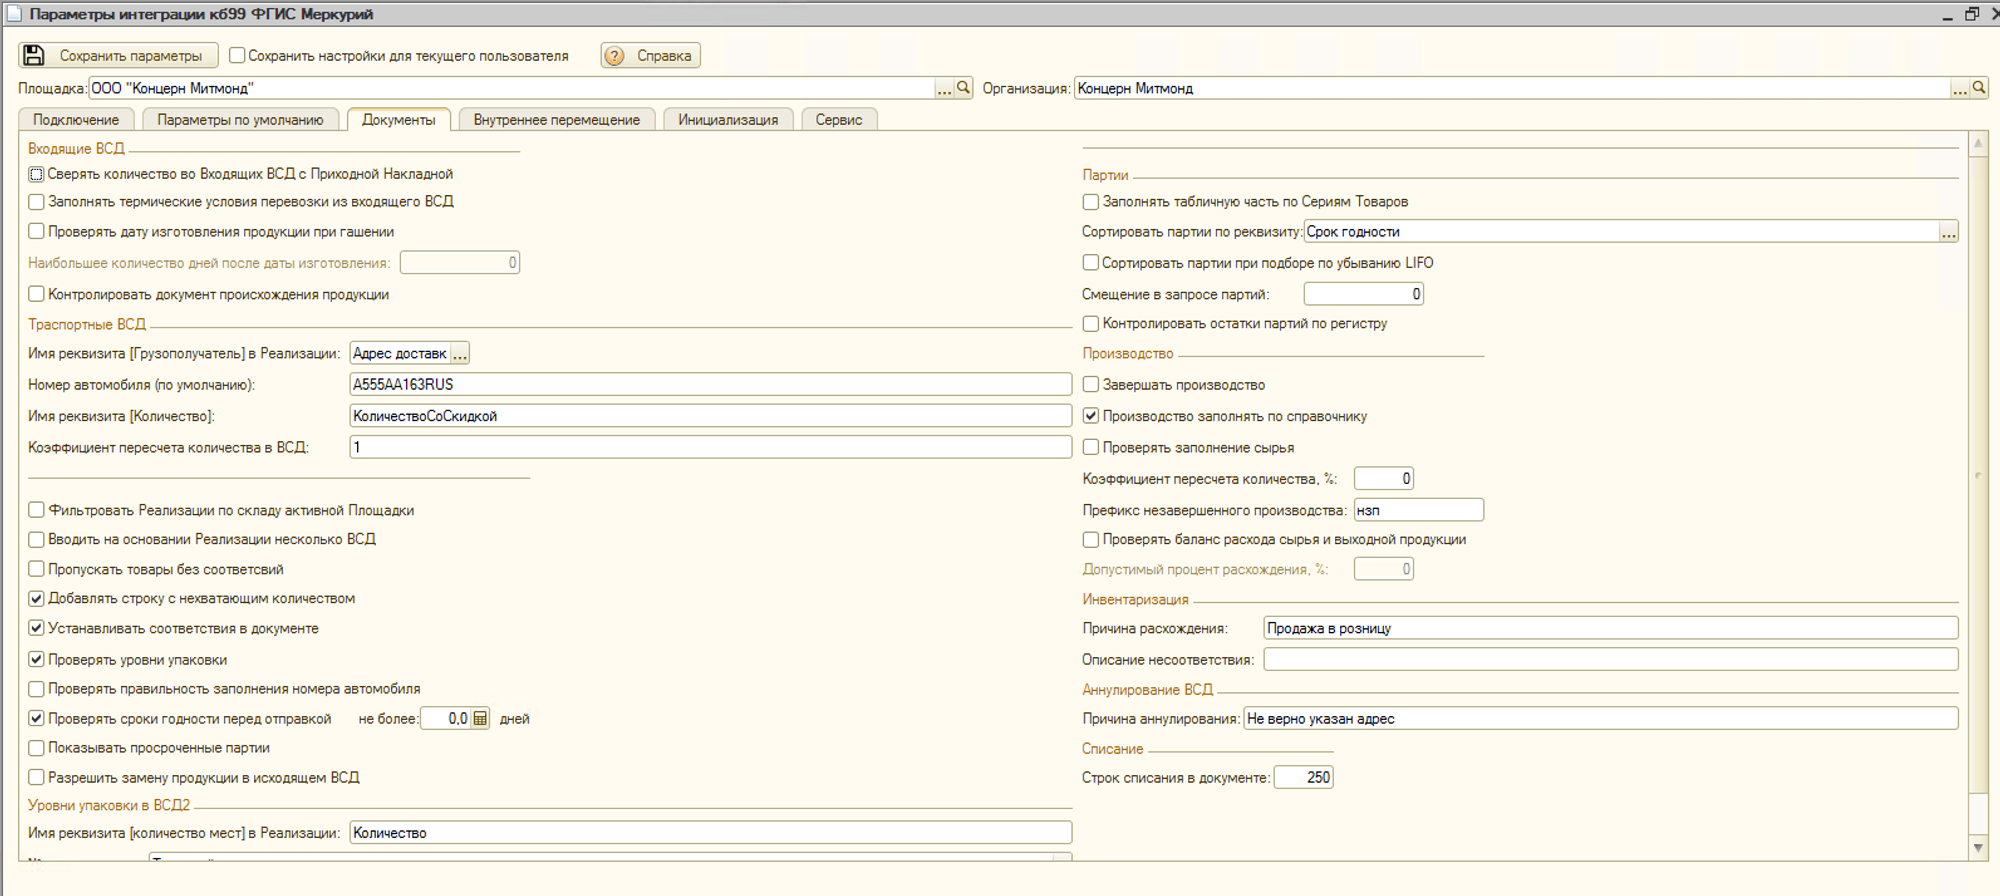 Параметры интеграции кб99 ФГИС Меркурий
Сохранить параметры Сохранить настройки для текущего пользователя Справка
Площадка: ООО "Концерн Митмонд" ... Организация: Концерн Митмонд ...
Подключение Параметры по умолчанию Документы Внутреннее перемещение Инициализация Сервис
Входящие ВСД
Сверять количество во Входящих ВСД с Приходной Накладной
Заполнять термические условия перевозки из входящего ВСД
Проверять дату изготовления продукции при гашении
Наибольшее количество дней после даты изготовления: 0
Контролировать документ происхождения продукции
Траспортные ВСД
Имя реквизита [Грузополучатель] в Реализации: Адрес доставк ...
Номер автомобиля (по умолчанию): А555АА163RUS
Имя реквизита [Количество]: КоличествоСоСкидкой
Коэффициент пересчета количества в ВСД: 1
Фильтровать Реализации по складу активной Площадки
Вводить на основании Реализации несколько ВСД
Пропускать товары без соответсвий
Добавлять строку с нехватающим количеством
Устанавливать соответствия в документе
Проверять уровни упаковки
Проверять правильность заполнения номера автомобиля
Проверять сроки годности перед отправкой не более: 0,0 дней
Показывать просроченные партии
Разрешить замену продукции в исходящем ВСД
Уровни упаковки в ВСД2
Имя реквизита [количество мест] в Реализации: Количество
Партии
Заполнять табличную часть по Сериям Товаров
Сортировать партии по реквизиту: Срок годности ...
Сортировать партии при подборе по убыванию LIFO
Смещение в запросе партий: 0
Контролировать остатки партий по регистру
Производство
Завершать производство
Производство заполнять по справочнику
Проверять заполнение сырья
Коэффициент пересчета количества, %: 0
Префикс незавершенного производства: нзп
Проверять баланс расхода сырья и выходной продукции
Допустимый процент расхождения, %: 0
Инвентаризация
Причина расхождения: Продажа в розницу
Описание несоответствия:
Аннулирование ВСД
Причина аннулирования: Не верно указан адрес
Списание
Строк списания в документе: 250